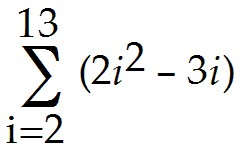 13
∑ (2i² – 3i)
i=2